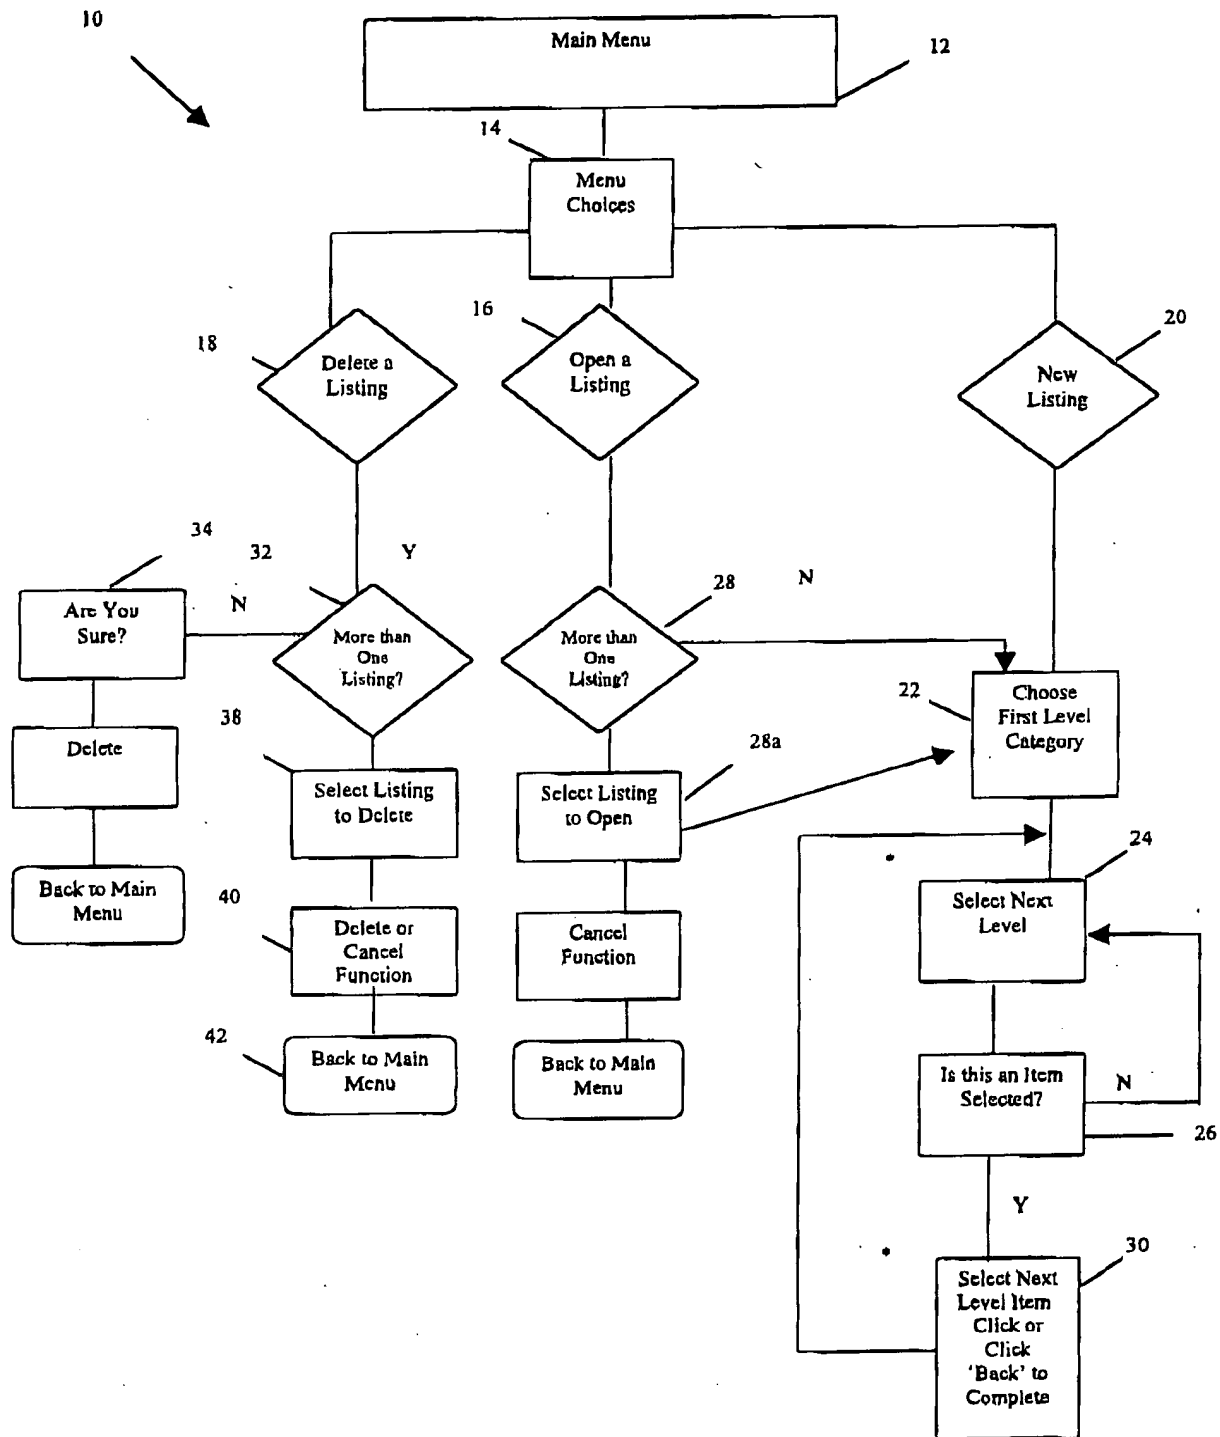 10
Main Menu
12
14
Menu
Choices
18
Delete a
Listing
16
Open a
Listing
20
New
Listing
34
32
Y
Are You
Sure?
N
More than
One
Listing?
28
N
More than
One
Listing?
22
Choose
First Level
Category
Delete
38
Select Listing
to Delete
28a
Select Listing
to Open
24
Select Next
Level
Back to Main
Menu
40
Delete or
Cancel
Function
Cancel
Function
42
Back to Main
Menu
Back to Main
Menu
Is this an Item
Selected?
N
26
Y
30
Select Next
Level Item
Click or
Click
'Back' to
Complete